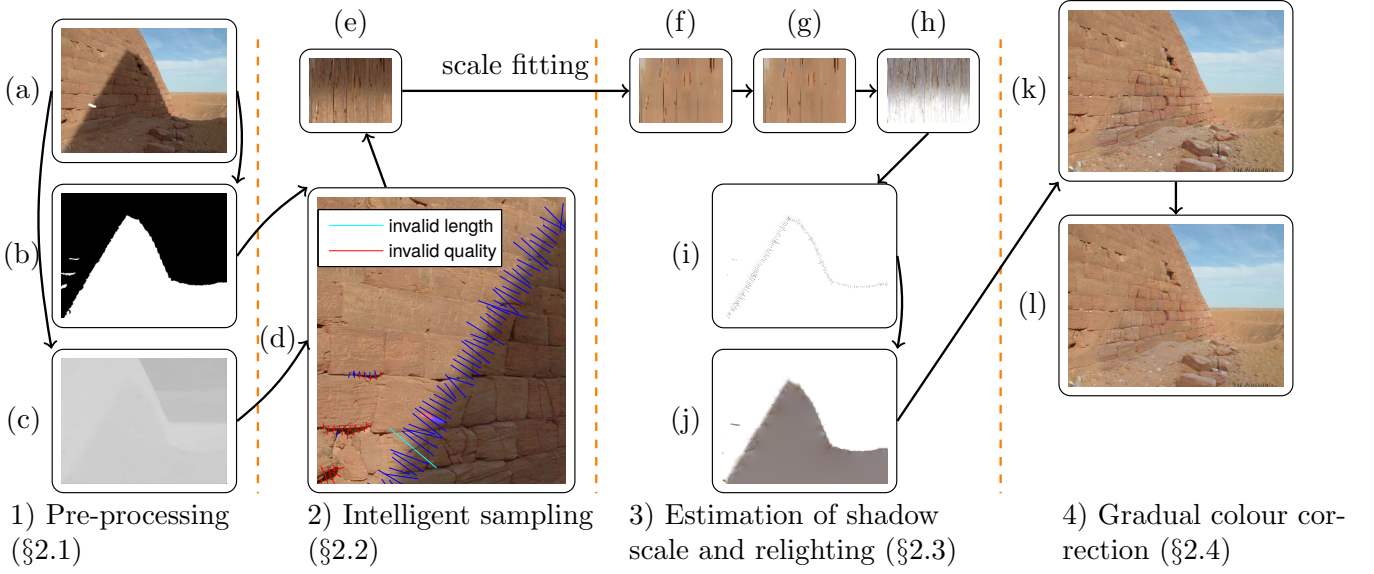 (a)
(b)
(c)
1) Pre-processing
(§2.1)
(e)
scale fitting
invalid length
invalid quality
(d)
2) Intelligent sampling
(§2.2)
(f)
(g)
(h)
(i)
(j)
3) Estimation of shadow
scale and relighting (§2.3)
(k)
(l)
4) Gradual colour cor-
rection (§2.4)